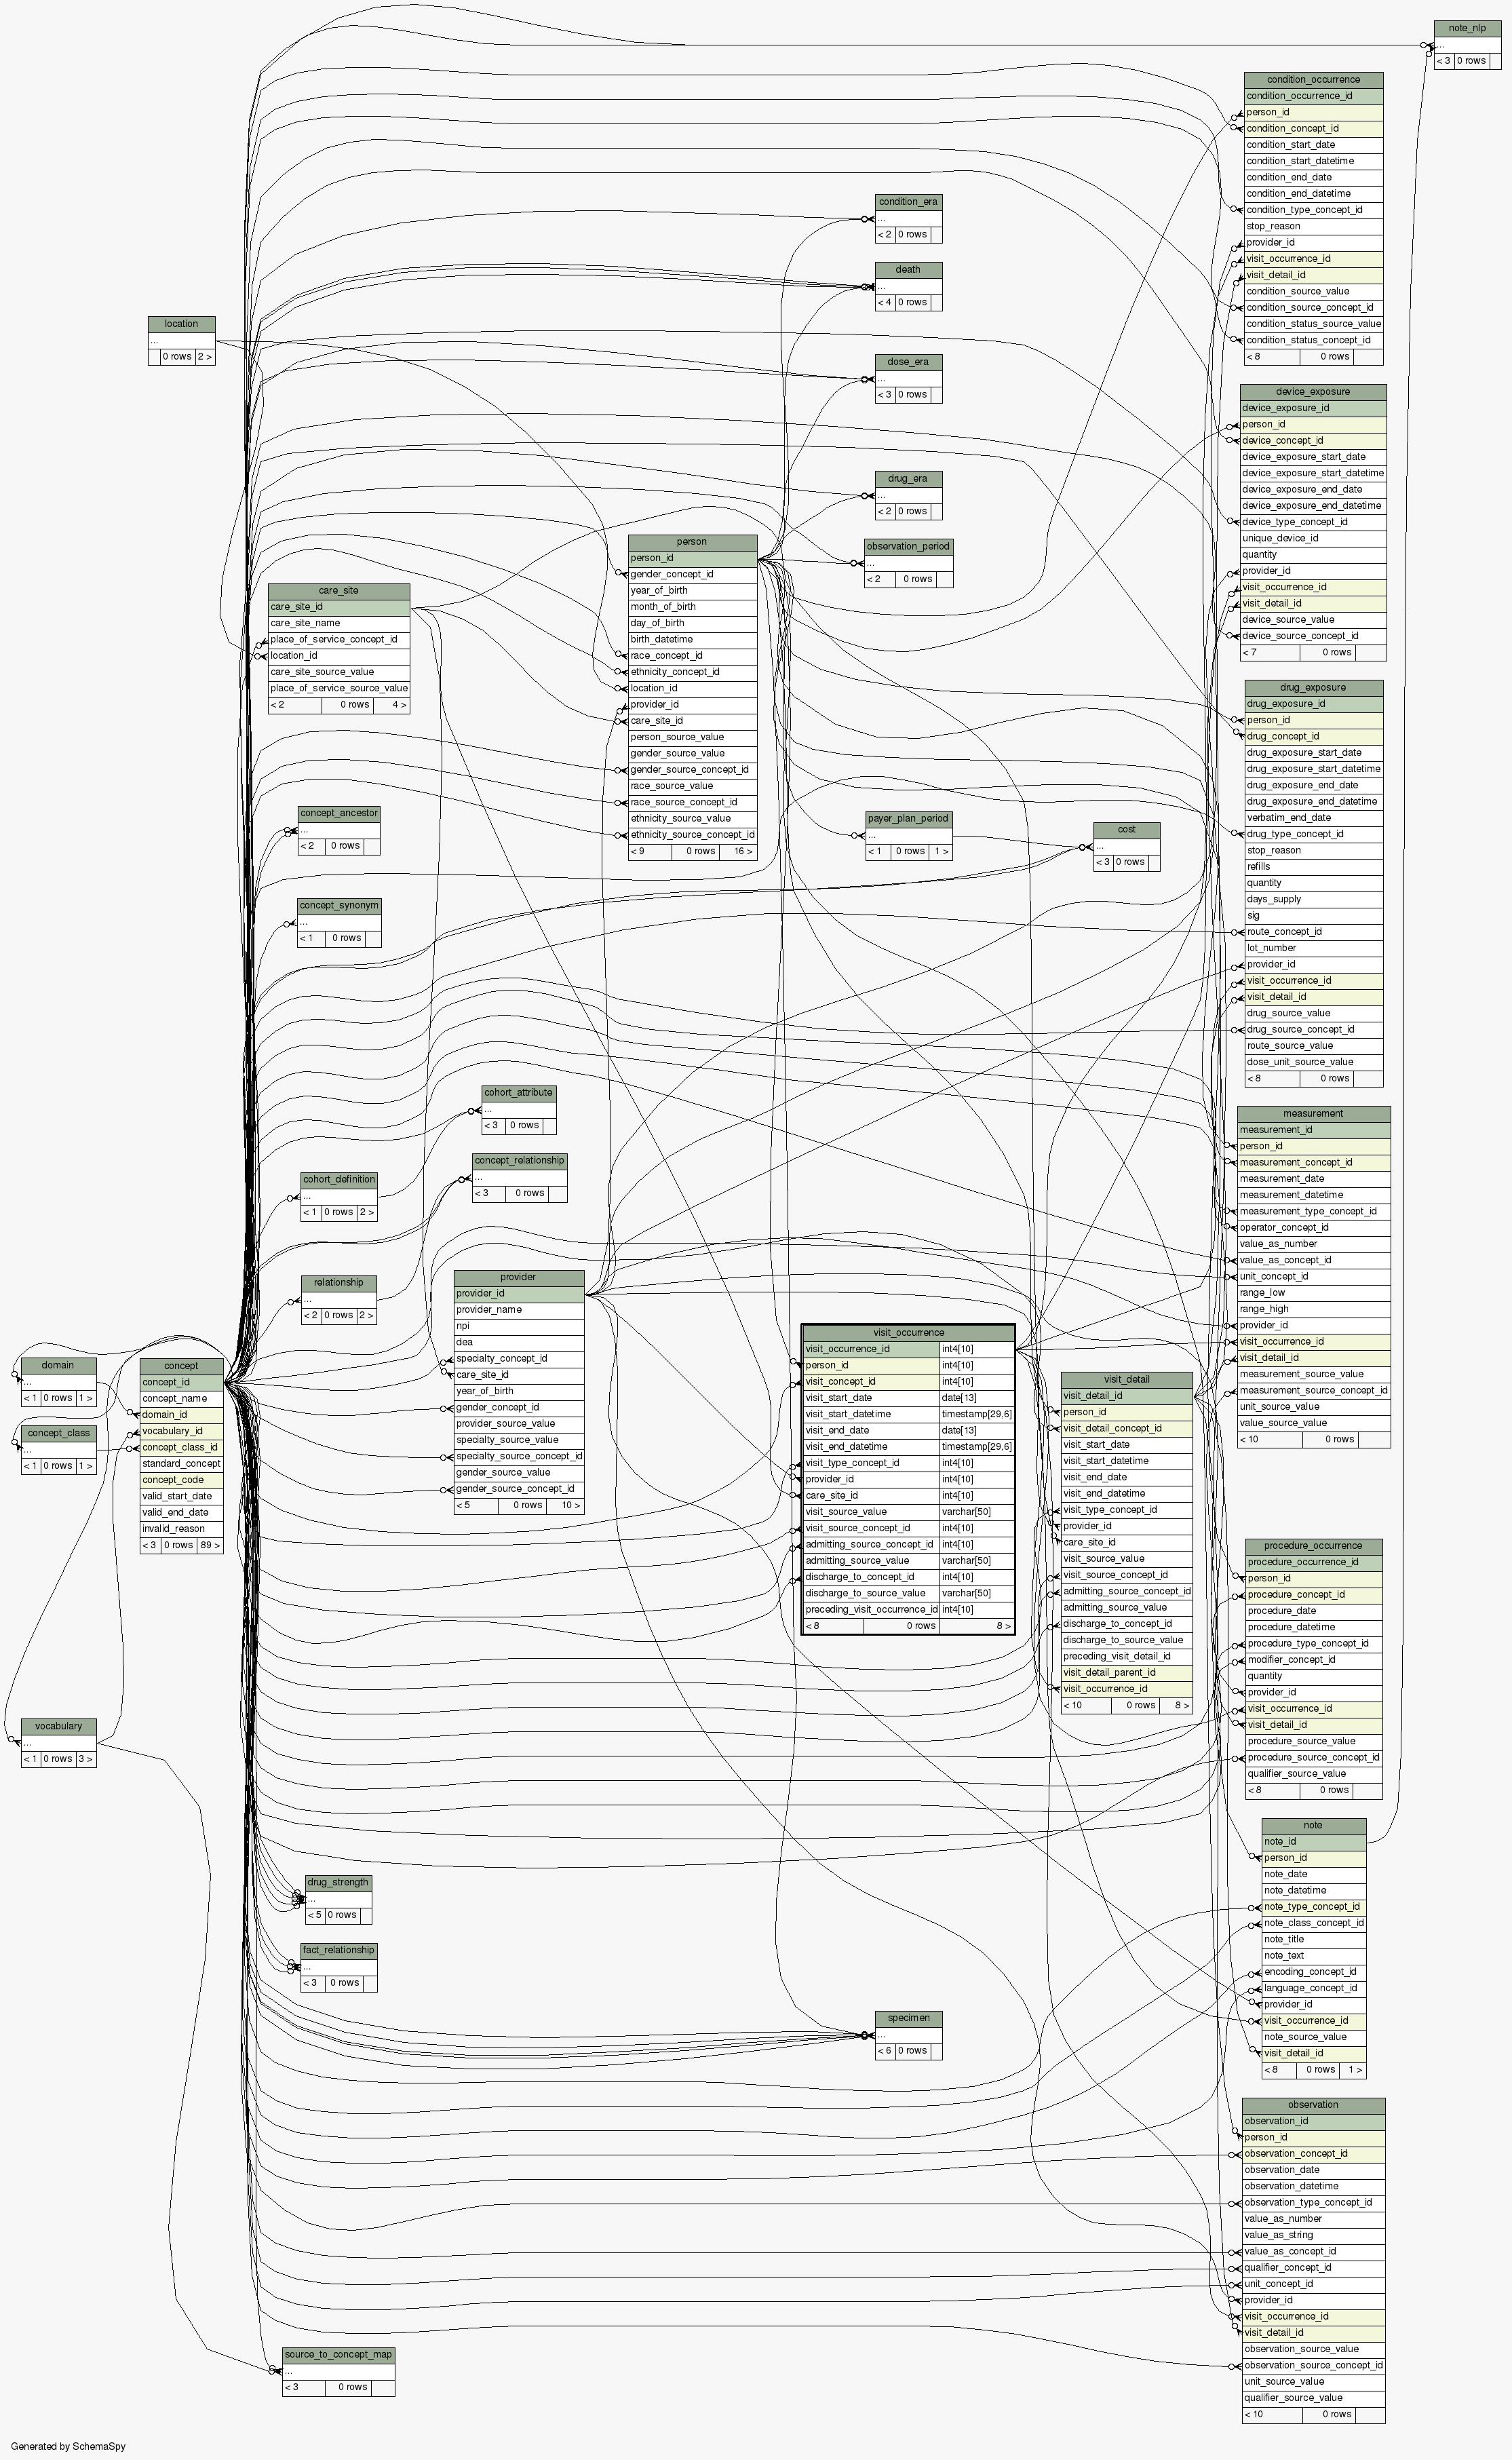 note_nlp
...
< 3 0 rows
condition_occurrence
condition_occurrence_id
person_id
condition_concept_id
condition_start_date
condition_start_datetime
condition_end_date
condition_end_datetime
condition_type_concept_id
stop_reason
provider_id
visit_occurrence_id
visit_detail_id
condition_source_value
condition_source_concept_id
condition_status_source_value
condition_status_concept_id
< 8 0 rows
condition_era
...
< 2 0 rows
death
...
< 4 0 rows
location
...
0 rows 2 >
dose_era
...
< 3 0 rows
device_exposure
device_exposure_id
person_id
device_concept_id
device_exposure_start_date
device_exposure_start_datetime
device_exposure_end_date
device_exposure_end_datetime
device_type_concept_id
unique_device_id
quantity
provider_id
visit_occurrence_id
visit_detail_id
device_source_value
device_source_concept_id
< 7 0 rows
drug_era
...
< 2 0 rows
observation_period
...
< 2 0 rows
person
person_id
gender_concept_id
year_of_birth
month_of_birth
day_of_birth
birth_datetime
race_concept_id
ethnicity_concept_id
location_id
provider_id
care_site_id
person_source_value
gender_source_value
gender_source_concept_id
race_source_value
race_source_concept_id
ethnicity_source_value
ethnicity_source_concept_id
< 9 0 rows 16 >
care_site
care_site_id
care_site_name
place_of_service_concept_id
location_id
care_site_source_value
place_of_service_source_value
< 2 0 rows 4 >
drug_exposure
drug_exposure_id
person_id
drug_concept_id
drug_exposure_start_date
drug_exposure_start_datetime
drug_exposure_end_date
drug_exposure_end_datetime
verbatim_end_date
drug_type_concept_id
stop_reason
refills
quantity
days_supply
sig
route_concept_id
lot_number
provider_id
visit_occurrence_id
visit_detail_id
drug_source_value
drug_source_concept_id
route_source_value
dose_unit_source_value
< 8 0 rows
concept_ancestor
...
< 2 0 rows
payer_plan_period
...
< 1 0 rows 1 >
cost
...
< 3 0 rows
concept_synonym
...
< 1 0 rows
cohort_attribute
...
< 3 0 rows
concept_relationship
...
< 3 0 rows
cohort_definition
...
< 1 0 rows 2 >
relationship
...
< 2 0 rows 2 >
measurement
measurement_id
person_id
measurement_concept_id
measurement_date
measurement_datetime
measurement_type_concept_id
operator_concept_id
value_as_number
value_as_concept_id
unit_concept_id
range_low
range_high
provider_id
visit_occurrence_id
visit_detail_id
measurement_source_value
measurement_source_concept_id
unit_source_value
value_source_value
< 10 0 rows
provider
provider_id
provider_name
npi
dea
specialty_concept_id
care_site_id
year_of_birth
gender_concept_id
provider_source_value
specialty_source_value
specialty_source_concept_id
gender_source_value
gender_source_concept_id
< 5 0 rows 10 >
visit_occurrence
visit_occurrence_id int4[10]
person_id int4[10]
visit_concept_id int4[10]
visit_start_date date[13]
visit_start_datetime timestamp[29,6]
visit_end_date date[13]
visit_end_datetime timestamp[29,6]
visit_type_concept_id int4[10]
provider_id int4[10]
care_site_id int4[10]
visit_source_value varchar[50]
visit_source_concept_id int4[10]
admitting_source_concept_id int4[10]
admitting_source_value varchar[50]
discharge_to_concept_id int4[10]
discharge_to_source_value varchar[50]
preceding_visit_occurrence_id int4[10]
< 8 0 rows 8 >
domain
...
< 1 0 rows 1 >
concept_class
...
< 1 0 rows 1 >
concept
concept_id
concept_name
domain_id
vocabulary_id
concept_class_id
standard_concept
concept_code
valid_start_date
valid_end_date
invalid_reason
< 3 0 rows 89 >
visit_detail
visit_detail_id
person_id
visit_detail_concept_id
visit_start_date
visit_start_datetime
visit_end_date
visit_end_datetime
visit_type_concept_id
provider_id
care_site_id
visit_source_value
visit_source_concept_id
admitting_source_concept_id
admitting_source_value
discharge_to_concept_id
discharge_to_source_value
preceding_visit_detail_id
visit_detail_parent_id
visit_occurrence_id
< 10 0 rows 8 >
procedure_occurrence
procedure_occurrence_id
person_id
procedure_concept_id
procedure_date
procedure_datetime
procedure_type_concept_id
modifier_concept_id
quantity
provider_id
visit_occurrence_id
visit_detail_id
procedure_source_value
procedure_source_concept_id
qualifier_source_value
< 8 0 rows
vocabulary
...
< 1 0 rows 3 >
note
note_id
person_id
note_date
note_datetime
note_type_concept_id
note_class_concept_id
note_title
note_text
encoding_concept_id
language_concept_id
provider_id
visit_occurrence_id
note_source_value
visit_detail_id
< 8 0 rows 1 >
drug_strength
...
< 5 0 rows
fact_relationship
...
< 3 0 rows
specimen
...
< 6 0 rows
observation
observation_id
person_id
observation_concept_id
observation_date
observation_datetime
observation_type_concept_id
value_as_number
value_as_string
value_as_concept_id
qualifier_concept_id
unit_concept_id
provider_id
visit_occurrence_id
visit_detail_id
observation_source_value
observation_source_concept_id
unit_source_value
qualifier_source_value
< 10 0 rows
source_to_concept_map
...
< 3 0 rows
Generated by SchemaSpy